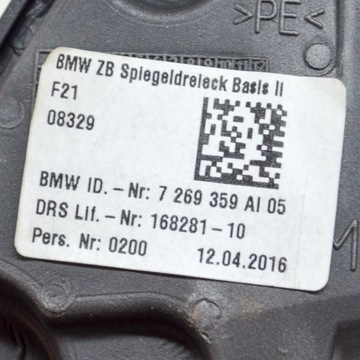 >PE<
BMW ZB Spiegeldreieck Basis II
F21
08329
BMW ID. - Nr: 7 269 359 AI 05
DRS Lif. - Nr: 168281 - 10
Pers. Nr: 0200 12.04.2016